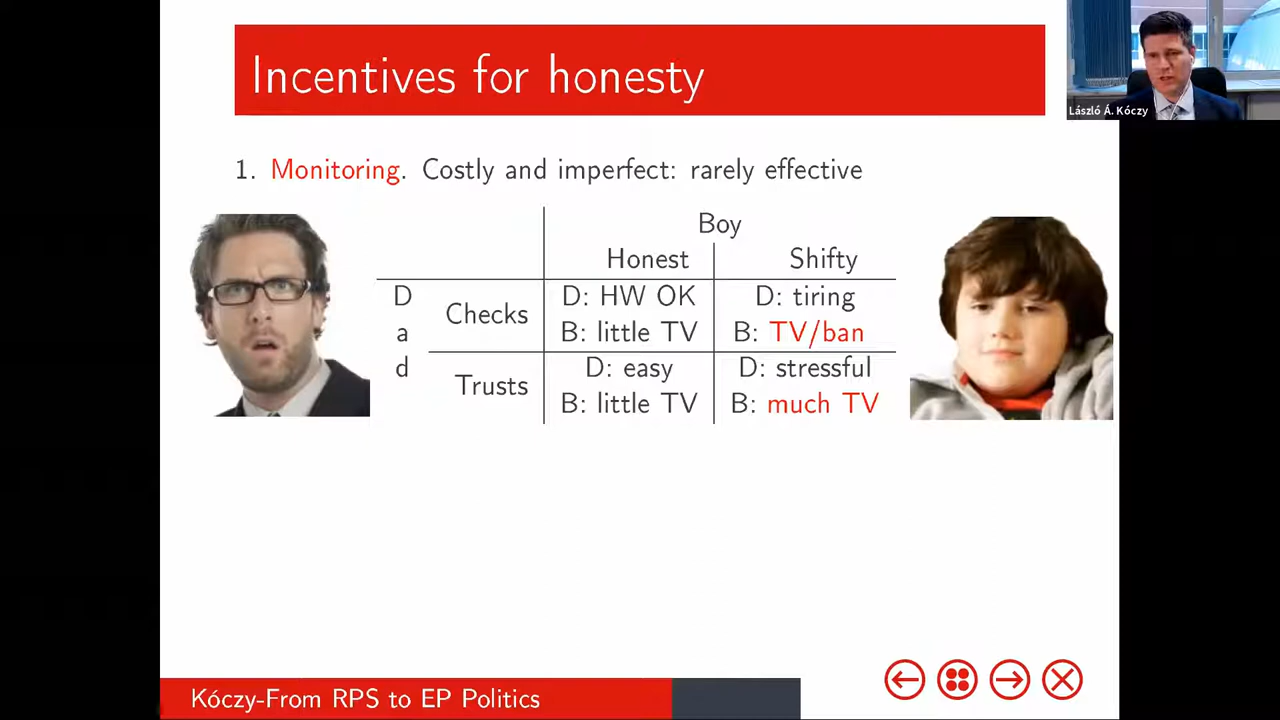 Incentives for honesty
László Á. Kóczy
1. Monitoring. Costly and imperfect: rarely effective
Boy
Honest Shifty
D: HW OK D: tiring
Checks
B: little TV B: TV/ban
D: easy D: stressful
Trusts
B: little TV B: much TV
D
a
d
Kóczy-From RPS to EP Politics